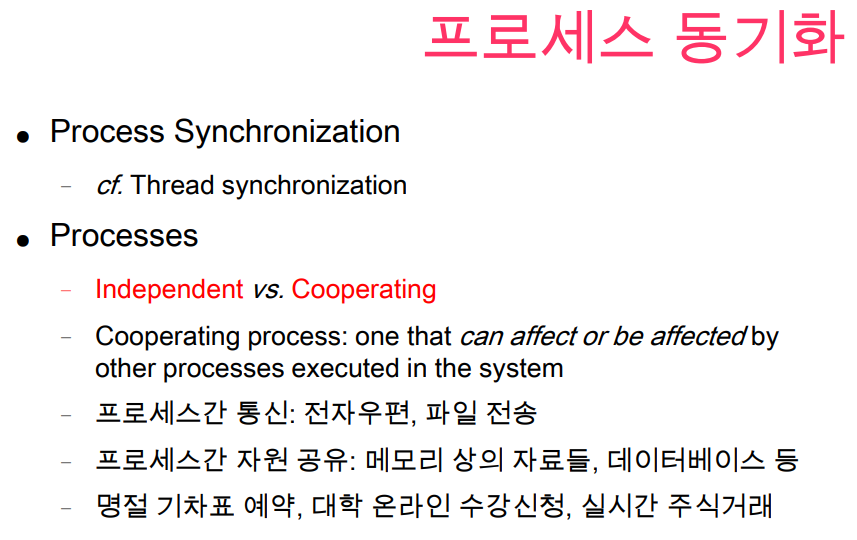 프로세스 동기화
● Process Synchronization
– cf. Thread synchronization
● Processes
– Independent vs. Cooperating
– Cooperating process: one that can affect or be affected by
other processes executed in the system
– 프로세스간 통신: 전자우편, 파일 전송
– 프로세스간 자원 공유: 메모리 상의 자료들, 데이터베이스 등
– 명절 기차표 예약, 대학 온라인 수강신청, 실시간 주식거래